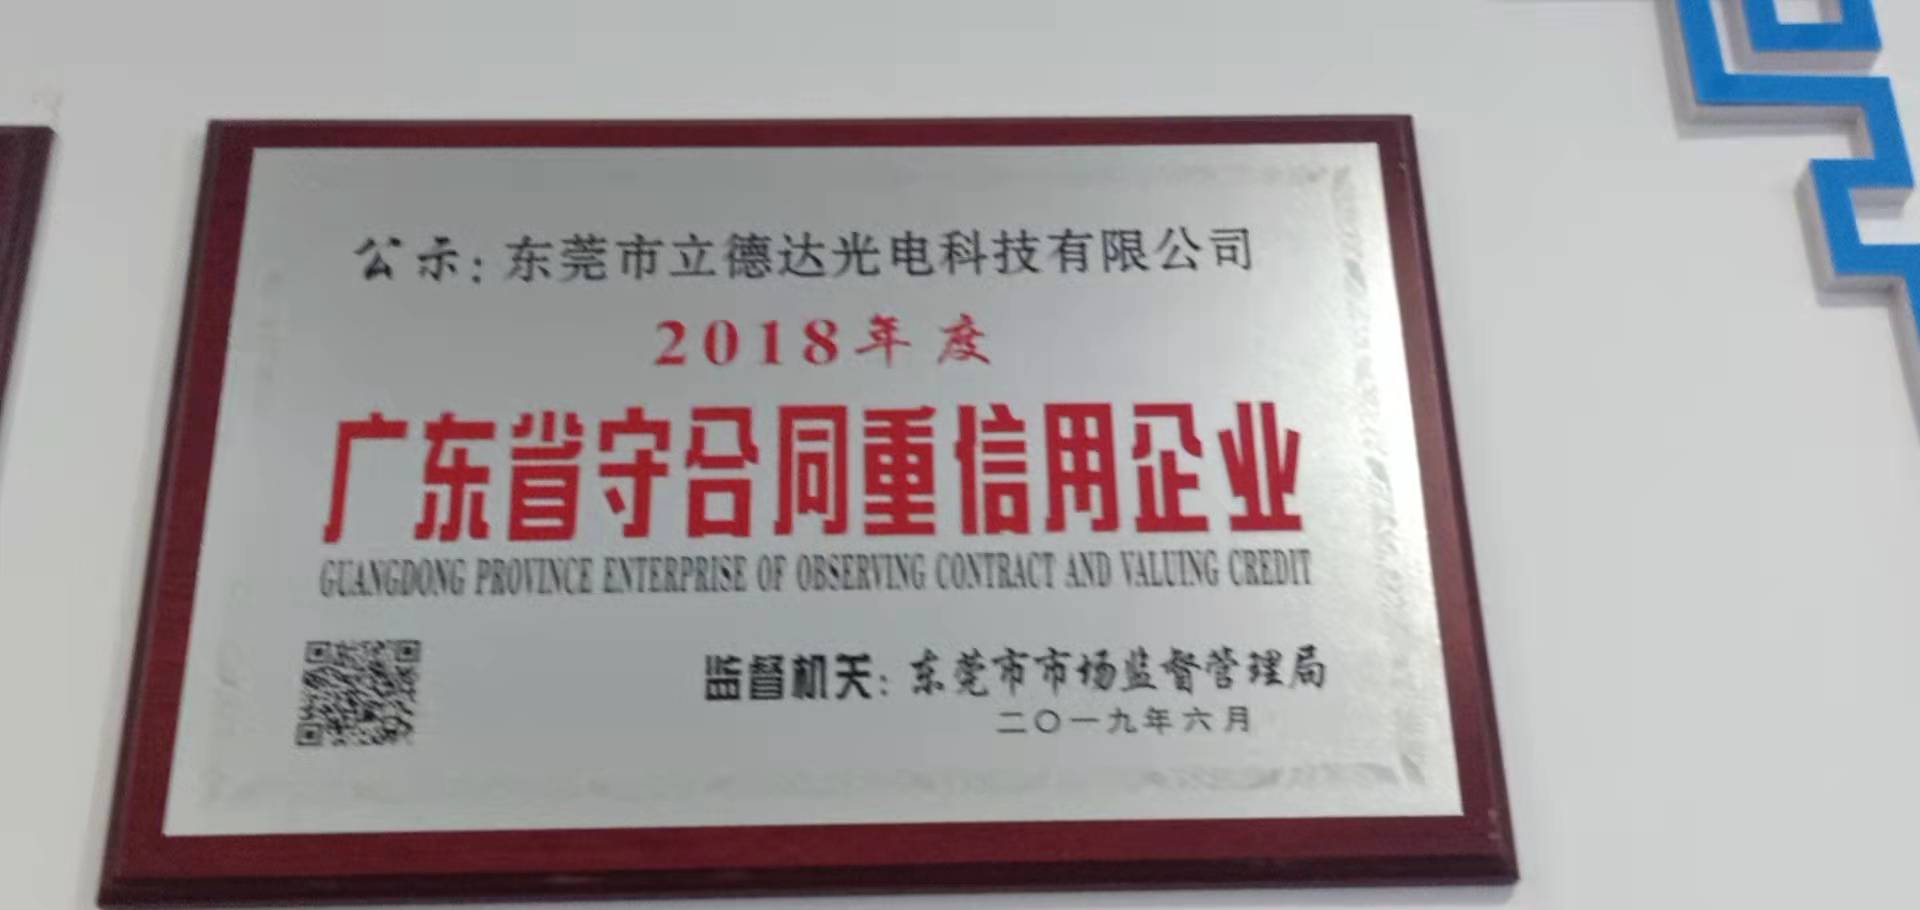 公示:东莞市立德达光电科技有限公司
2018年度
广东省守合同重信用企业
GUANGDONG PROVINCE ENTERPRISE OF OBSERVING CONTRACT AND VALUING CREDIT
监督机关:东莞市市场监督管理局
二〇一九年六月